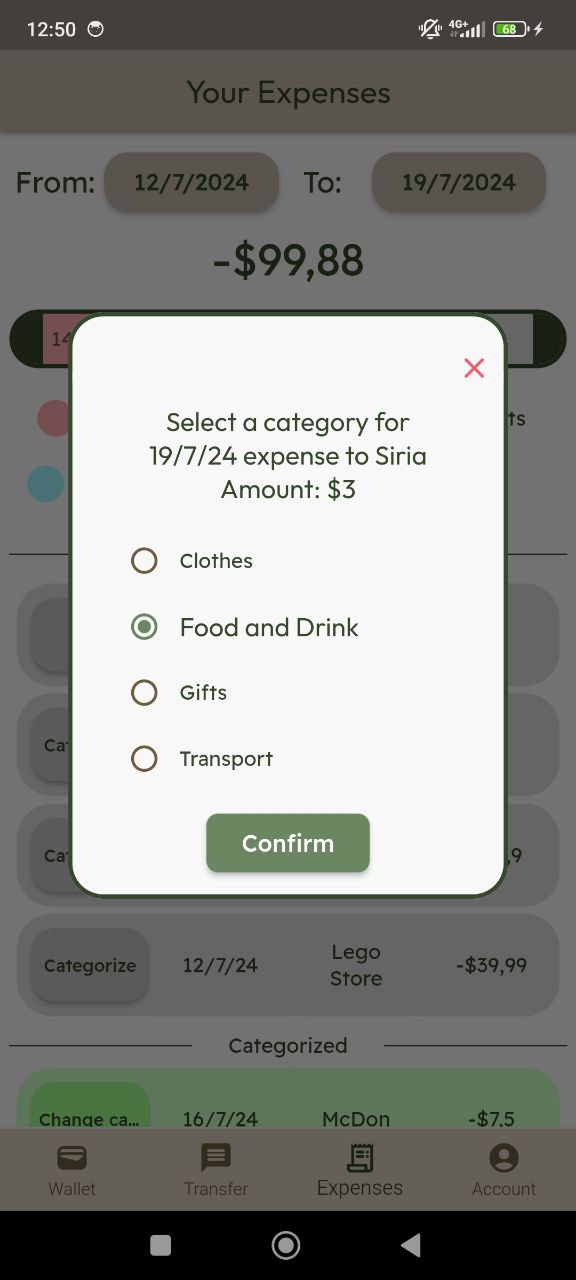 12:50
4G+
68
Your Expenses
From: 12/7/2024 To: 19/7/2024
-$99,88
14
Select a category for
19/7/24 expense to Siria
Amount: $3
Clothes
Food and Drink
Gifts
Transport
Confirm
,9
Categorize 12/7/24 Lego Store -$39,99
Categorized
Change ca... 16/7/24 McDon -$7,5
Wallet Transfer Expenses Account